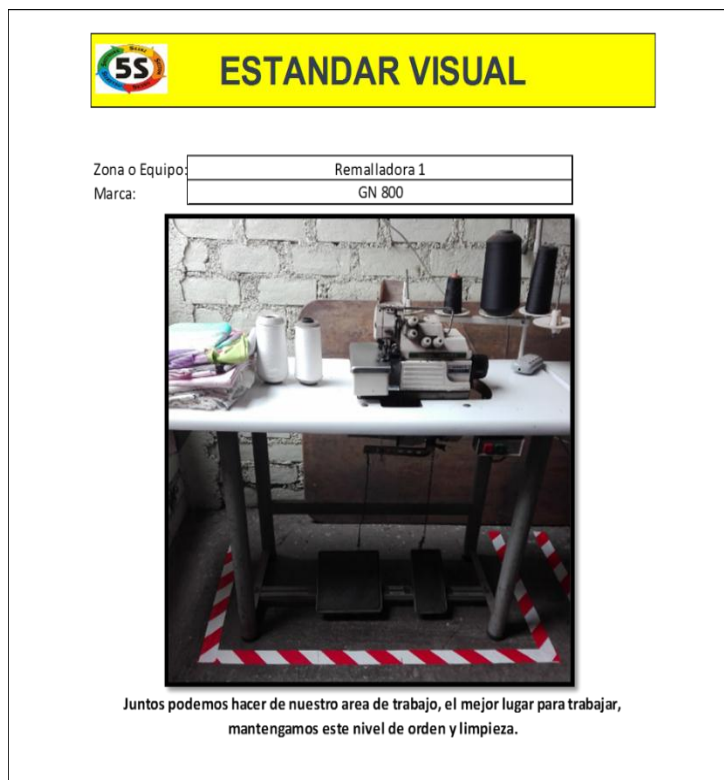 5S
ESTANDAR VISUAL
Zona o Equipo: Remalladora 1
Marca: GN 800
Juntos podemos hacer de nuestro area de trabajo, el mejor lugar para trabajar,
mantengamos este nivel de orden y limpieza.